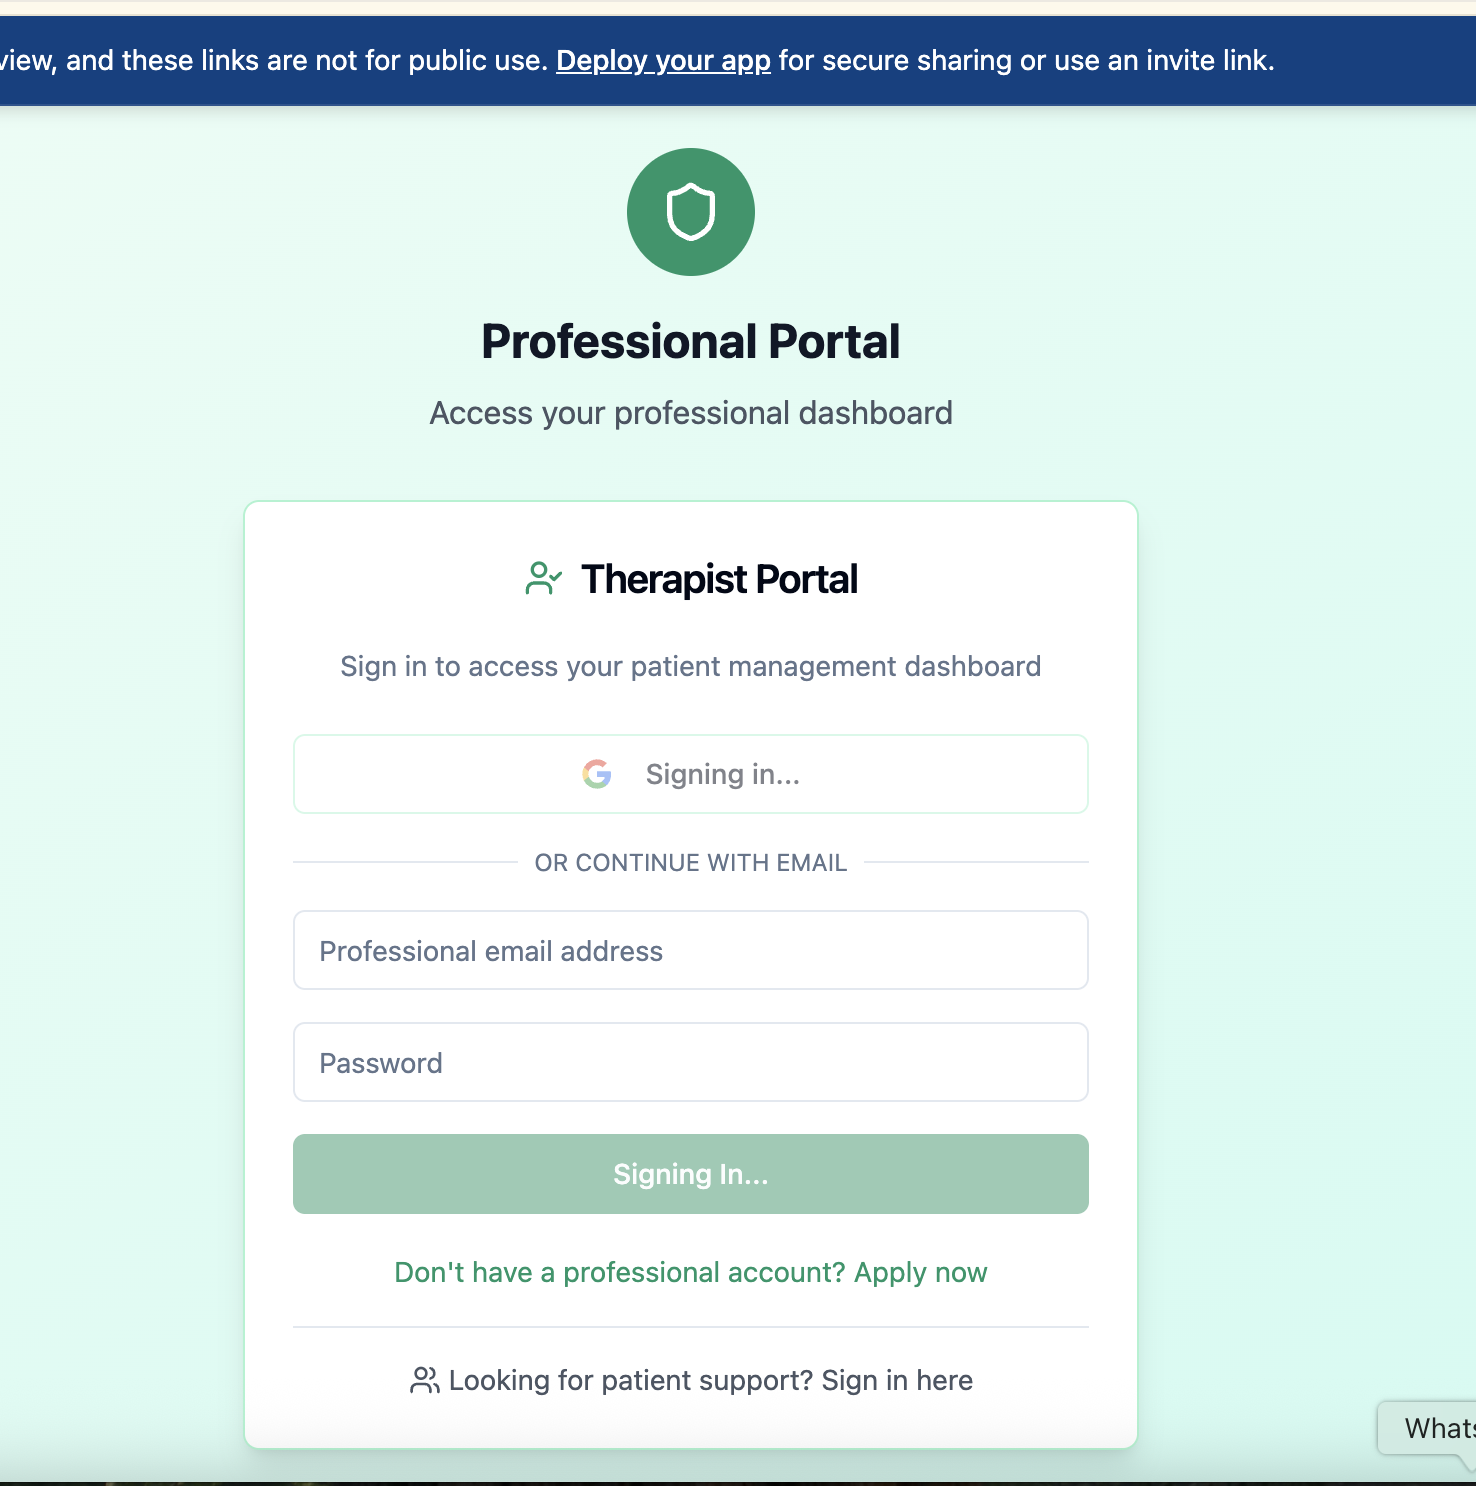 view, and these links are not for public use. Deploy your app for secure sharing or use an invite link.
Professional Portal
Access your professional dashboard
Therapist Portal
Sign in to access your patient management dashboard
Signing in...
OR CONTINUE WITH EMAIL
Professional email address
Password
Signing In...
Don't have a professional account? Apply now
Looking for patient support? Sign in here
Whats